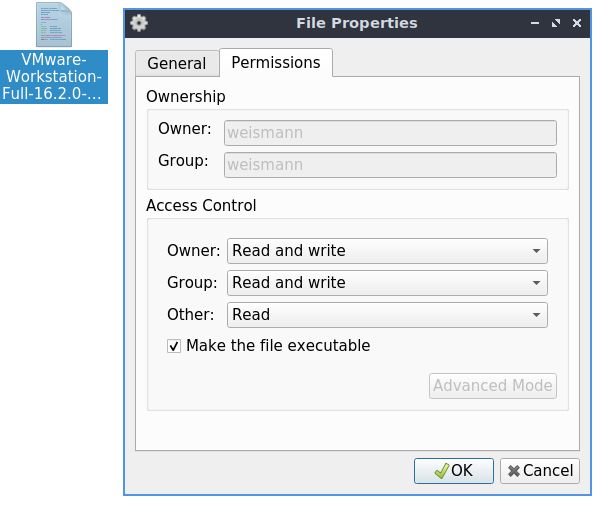 VMware-
Workstation-
Full-16.2.0-...
File Properties
General
Permissions
Ownership
Owner: weismann
Group: weismann
Access Control
Owner: Read and write
Group: Read and write
Other: Read
Make the file executable
Advanced Mode
OK
Cancel